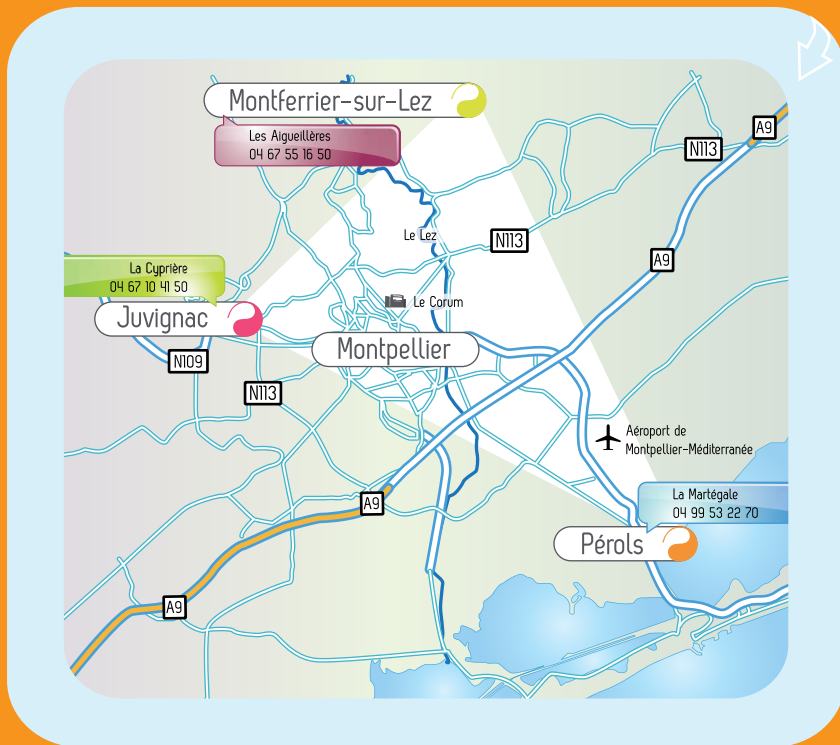 Montferrier-sur-Lez
Les Aigueillères
04 67 55 16 50
A9
N113
Le Lez
N113
A9
La Cyprière
04 67 10 41 50
Juvignac
Le Corum
Montpellier
N109
N113
Aéroport de
Montpellier-Méditerranée
La Martégale
04 99 53 22 70
A9
Pérols
A9